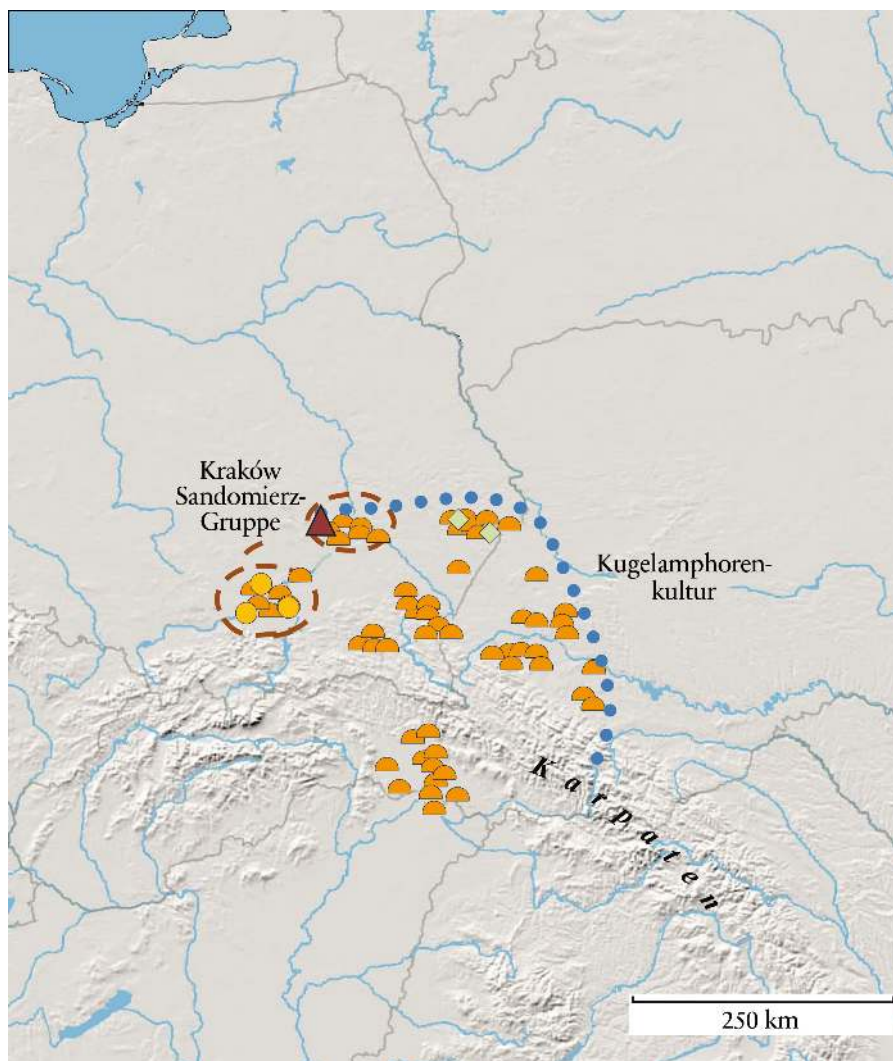 Kraków
Sandomierz-
Gruppe
Kugelamphoren-
kultur
Karpaten
250 km